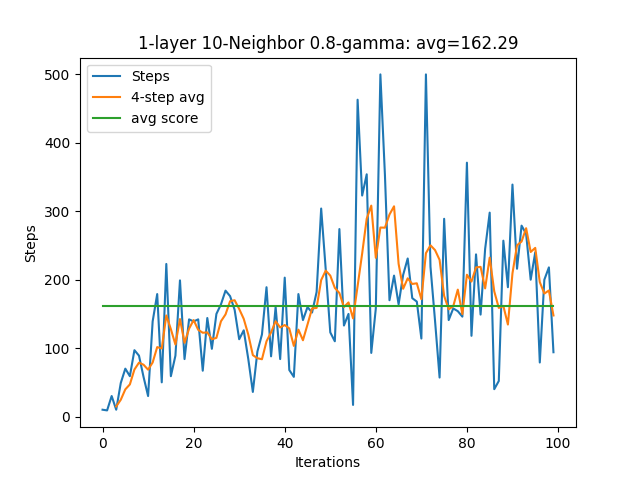 1-layer 10-Neighbor 0.8-gamma: avg=162.29
Steps
4-step avg
avg score
500
400
300
200
100
0
Steps
0 20 40 60 80 100
Iterations